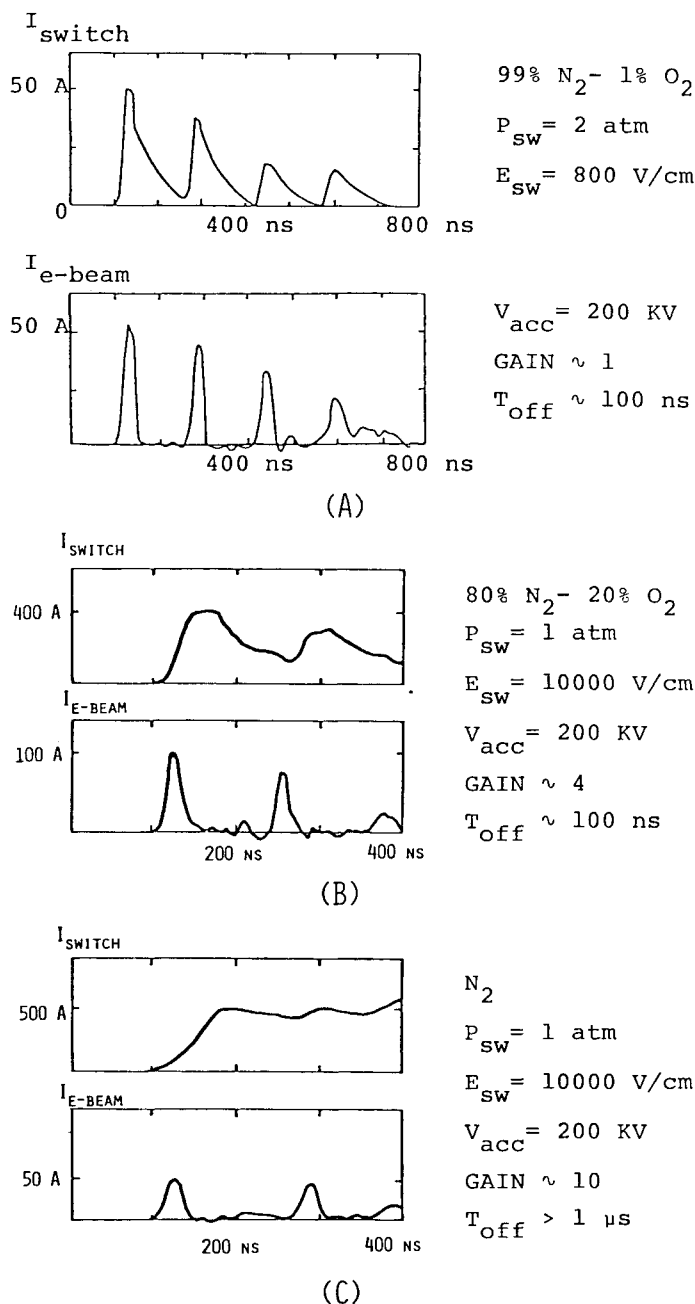 I switch
50 A
0
400 ns 800 ns
99% N2- 1% O2
Psw= 2 atm
Esw= 800 V/cm
I e-beam
50 A
400 ns 800 ns
Vacc= 200 KV
GAIN ~ 1
Toff ~ 100 ns
(A)
ISWITCH
400 A
IE-BEAM
100 A
200 NS 400 NS
80% N2- 20% O2
Psw= 1 atm
Esw= 10000 V/cm
Vacc= 200 KV
GAIN ~ 4
Toff ~ 100 ns
(B)
ISWITCH
500 A
IE-BEAM
50 A
200 NS 400 NS
N2
Psw= 1 atm
Esw= 10000 V/cm
Vacc= 200 KV
GAIN ~ 10
Toff > 1 µs
(C)